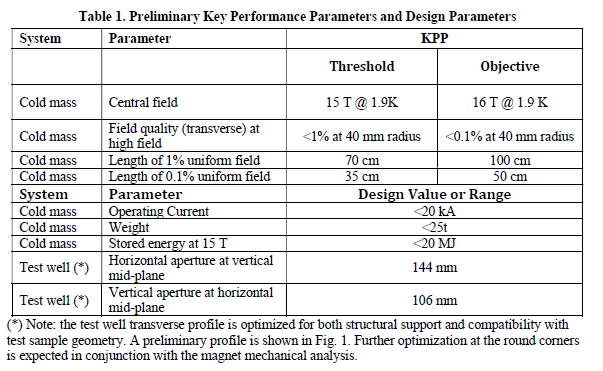 Table 1. Preliminary Key Performance Parameters and Design Parameters
System Parameter KPP
Threshold Objective
Cold mass Central field 15 T @ 1.9K 16 T @ 1.9 K
Cold mass Field quality (transverse) at high field <1% at 40 mm radius <0.1% at 40 mm radius
Cold mass Length of 1% uniform field 70 cm 100 cm
Cold mass Length of 0.1% uniform field 35 cm 50 cm
System Parameter Design Value or Range
Cold mass Operating Current <20 kA
Cold mass Weight <25t
Cold mass Stored energy at 15 T <20 MJ
Test well (*) Horizontal aperture at vertical mid-plane 144 mm
Test well (*) Vertical aperture at horizontal mid-plane 106 mm
(*) Note: the test well transverse profile is optimized for both structural support and compatibility with
test sample geometry. A preliminary profile is shown in Fig. 1. Further optimization at the round corners
is expected in conjunction with the magnet mechanical analysis.